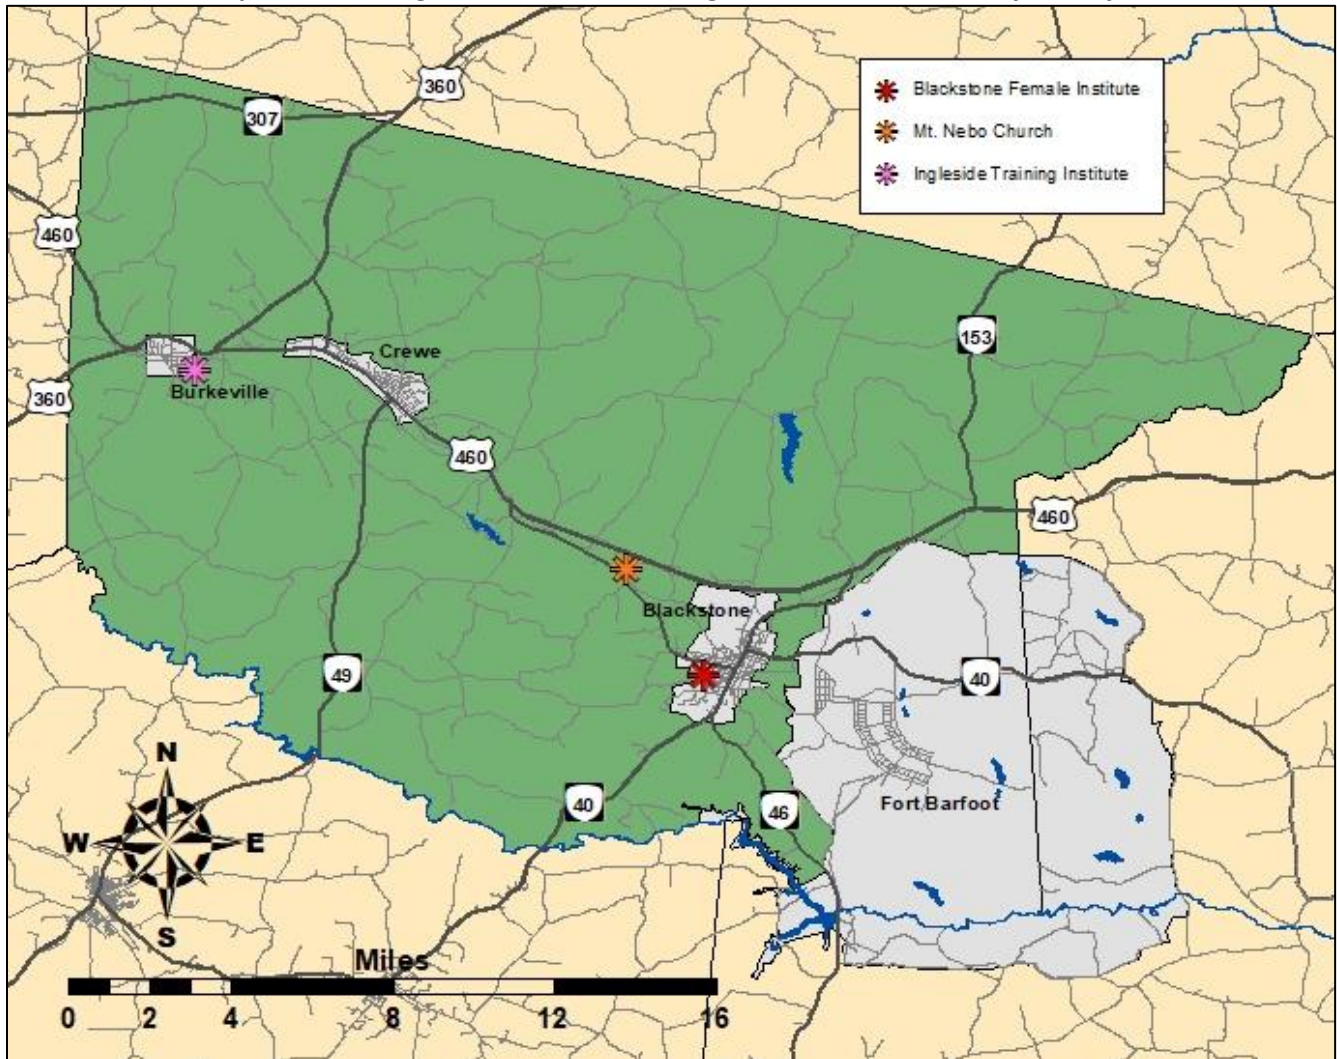 360
307
Blackstone Female Institute
Mt. Nebo Church
Ingleside Training Institute
460
153
Crewe
Burkeville
360
460
460
Blackstone
49
40
Fort Barfoot
40
46
N
W
E
S
Miles
0 2 4 8 12 16